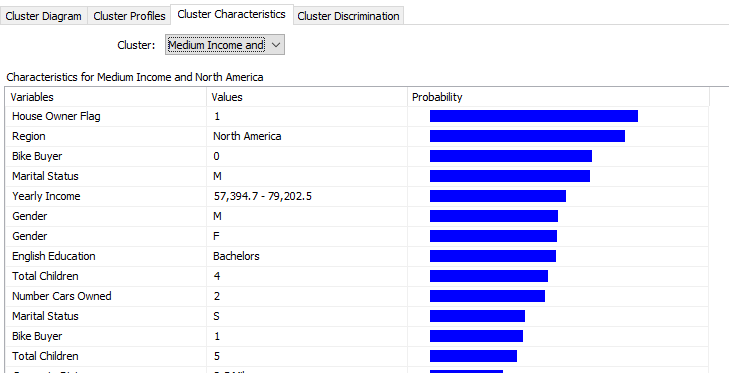 Cluster Diagram Cluster Profiles Cluster Characteristics Cluster Discrimination
Cluster: Medium Income and
Characteristics for Medium Income and North America
Variables Values Probability
House Owner Flag 1
Region North America
Bike Buyer 0
Marital Status M
Yearly Income 57,394.7 - 79,202.5
Gender M
Gender F
English Education Bachelors
Total Children 4
Number Cars Owned 2
Marital Status S
Bike Buyer 1
Total Children 5